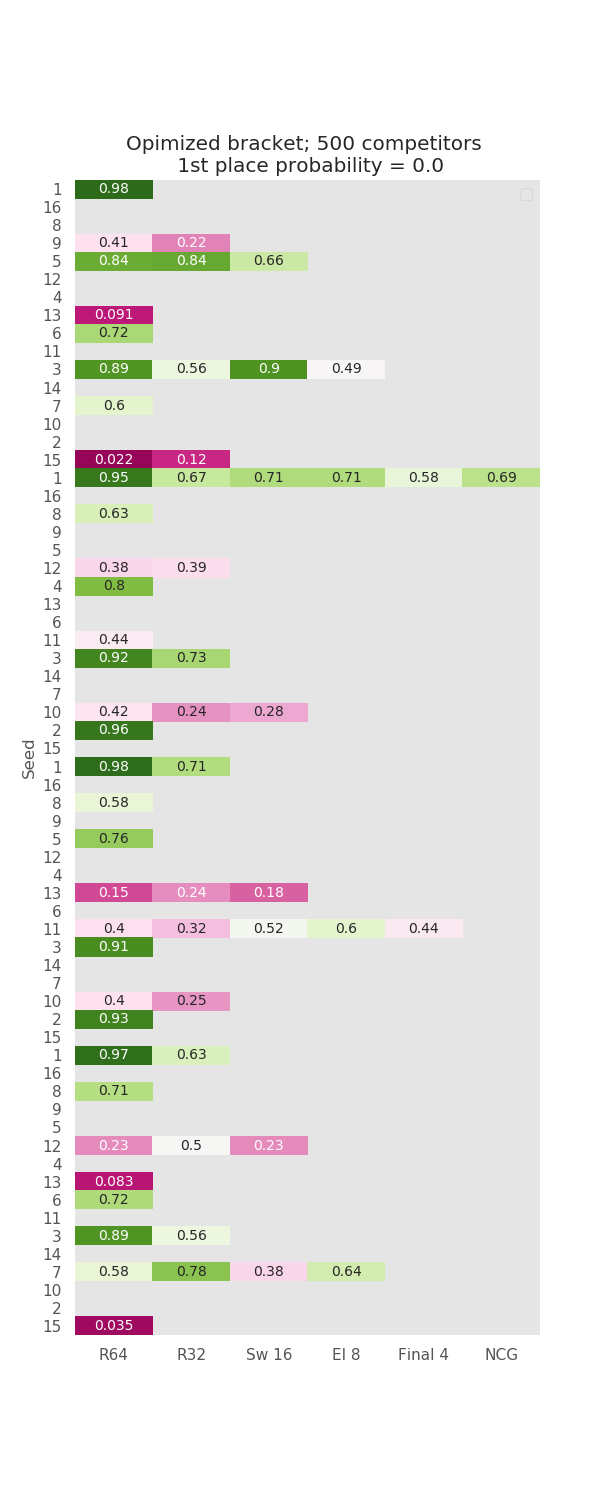 Opimized bracket; 500 competitors
1st place probability = 0.0
1 0.98
16
8
9 0.41 0.22
5 0.84 0.84 0.66
12
4
13 0.091
6 0.72
11
3 0.89 0.56 0.9 0.49
14
7 0.6
10
2
15 0.022 0.12
1 0.95 0.67 0.71 0.71 0.58 0.69
16
8 0.63
9
5
12 0.38 0.39
4 0.8
13
6
11 0.44
3 0.92 0.73
14
7
10 0.42 0.24 0.28
2 0.96
15
Seed
1 0.98 0.71
16
8 0.58
9
5 0.76
12
4
13 0.15 0.24 0.18
6
11 0.4 0.32 0.52 0.6 0.44
3 0.91
14
7
10 0.4 0.25
2 0.93
15
1 0.97 0.63
16
8 0.71
9
5
12 0.23 0.5 0.23
4
13 0.083
6 0.72
11
3 0.89 0.56
14
7 0.58 0.78 0.38 0.64
10
2
15 0.035
R64 R32 Sw 16 El 8 Final 4 NCG